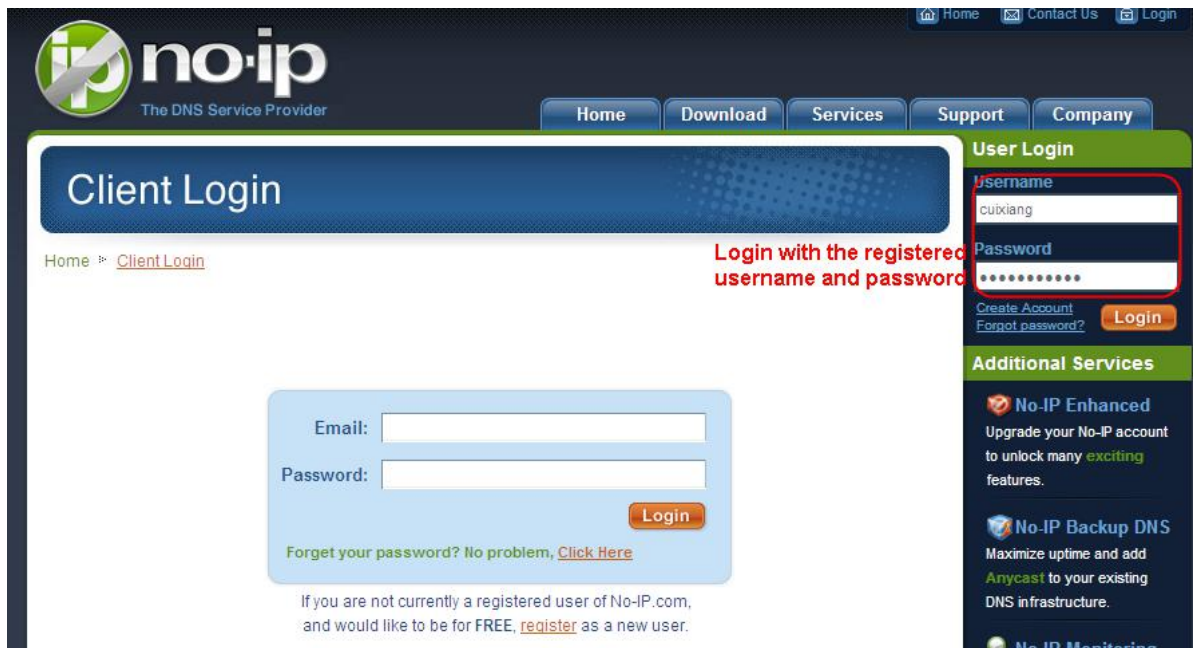 Home Contact Us Login
ip no·ip
The DNS Service Provider
Home Download Services Support Company
Client Login
Home Client Login
Login with the registered
username and password
User Login
Username
cuixiang
Password
•••••••••••
Create Account
Forgot password?
Login
Email:
Password:
Login
Forget your password? No problem, Click Here
If you are not currently a registered user of No-IP.com,
and would like to be for FREE, register as a new user.
Additional Services
No-IP Enhanced
Upgrade your No-IP account
to unlock many exciting
features.
No-IP Backup DNS
Maximize uptime and add
Anycast to your existing
DNS infrastructure.
No-IP Monitoring